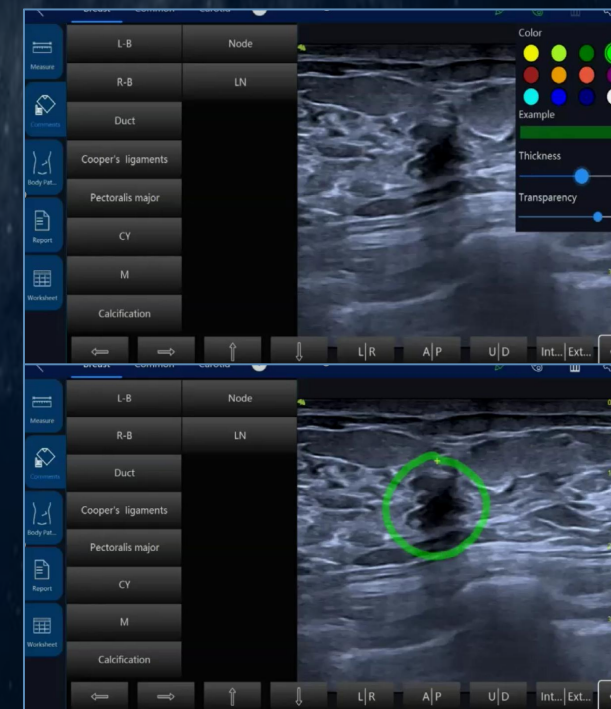 Breast Common Carotid
Measure
Comments
Body Pat...
Report
Worksheet
L-B Node
R-B LN
Duct
Cooper's ligaments
Pectoralis major
CY
M
Calcification
Color
Example
Thickness
Transparency
L|R A|P U|D Int...|Ext...
Breast Common Carotid
Measure
Comments
Body Pat...
Report
Worksheet
L-B Node
R-B LN
Duct
Cooper's ligaments
Pectoralis major
CY
M
Calcification
L|R A|P U|D Int...|Ext...